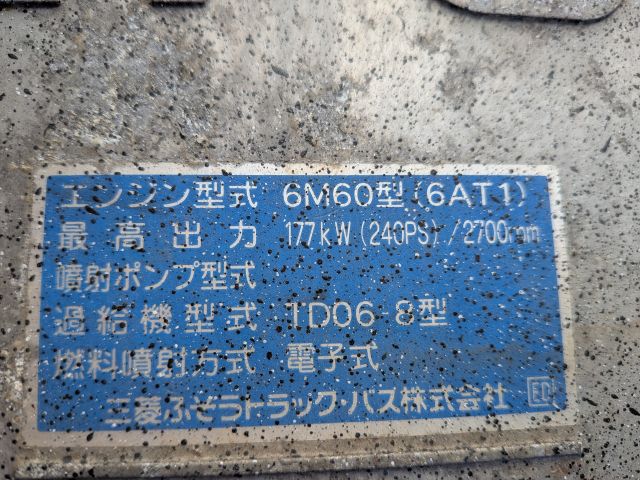 エンジン型式 6M60型(6AT1)
最高出力 177kW(240PS)/2700rpm
噴射ポンプ型式
過給機型式 TD06-8型
燃料噴射方式 電子式
三菱ふそうトラック・バス株式会社